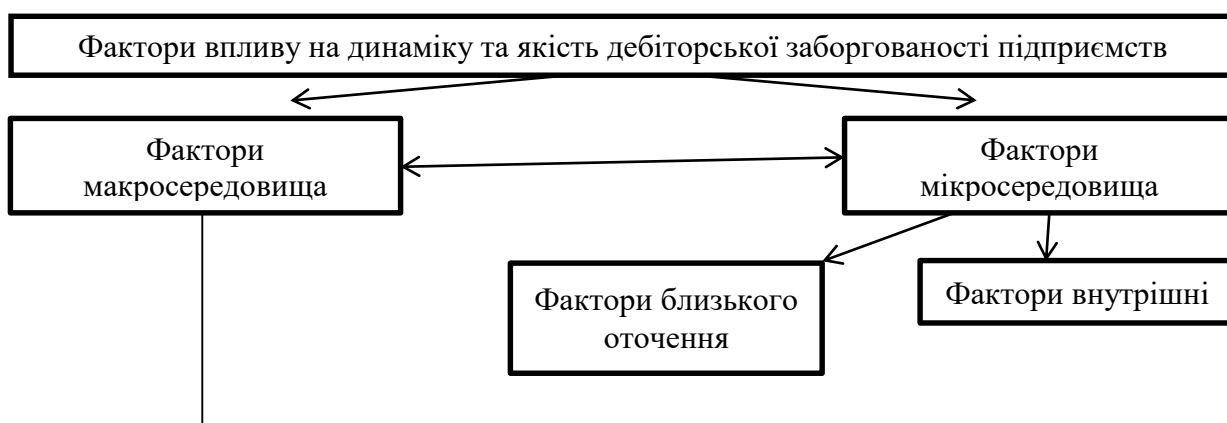 Фактори впливу на динаміку та якість дебіторської заборгованості підприємств
Фактори
макросередовища
Фактори
мікросередовища
Фактори близького
оточення
Фактори внутрішні